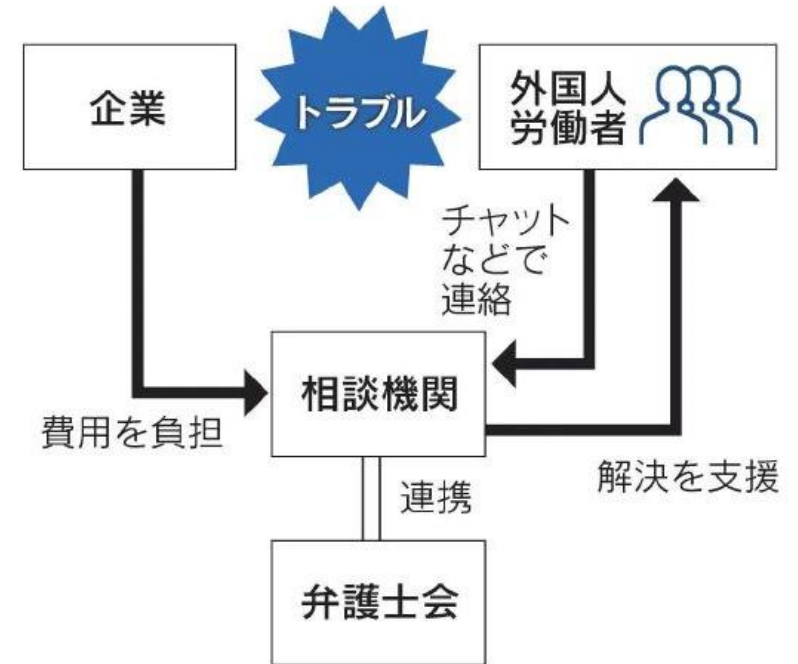 企業
トラブル
外国人
労働者
チャット
などで
連絡
相談機関
費用を負担
解決を支援
連携
弁護士会